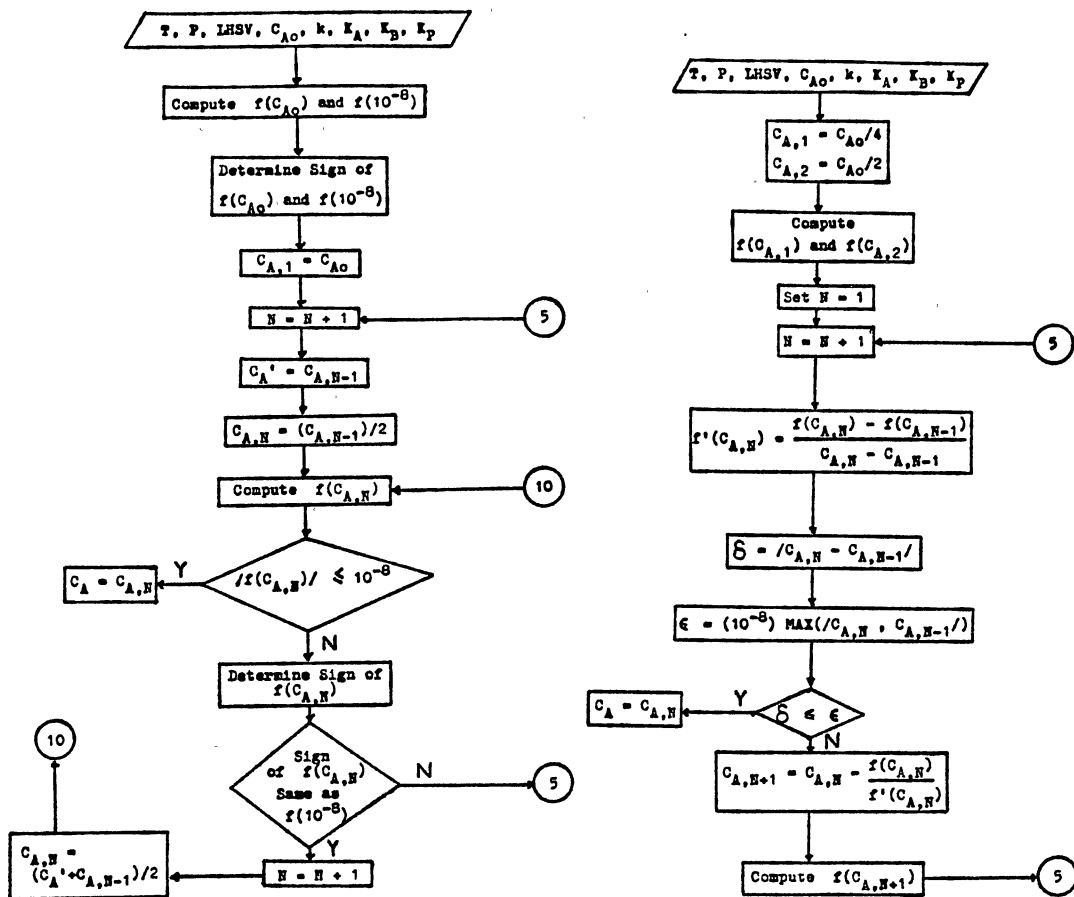 T, P, LHSV, C_Ao, k, K_A, K_B, K_P
Compute f(C_Ao) and f(10^-8)
Determine Sign of
f(C_Ao) and f(10^-8)
C_A,1 = C_Ao
N = N + 1
5
C_A' = C_A,N-1
C_A,N = (C_A,N-1)/2
Compute f(C_A,N)
10
/f(C_A,N)/ ≤ 10^-8
Y
C_A = C_A,N
N
Determine Sign of
f(C_A,N)
Sign
of f(C_A,N)
Same as
f(10^-8)
N
5
Y
N = N + 1
C_A,N =
(C_A'+C_A,N-1)/2
10
T, P, LHSV, C_Ao, k, K_A, K_B, K_P
C_A,1 = C_Ao/4
C_A,2 = C_Ao/2
Compute
f(C_A,1) and f(C_A,2)
Set N = 1
N = N + 1
5
f'(C_A,N) = f(C_A,N) - f(C_A,N-1)
C_A,N - C_A,N-1
δ = /C_A,N - C_A,N-1/
ϵ = (10^-8) MAX(/C_A,N , C_A,N-1/)
δ ≤ ϵ
Y
C_A = C_A,N
N
C_A,N+1 = C_A,N - f(C_A,N)
f'(C_A,N)
Compute f(C_A,N+1)
5